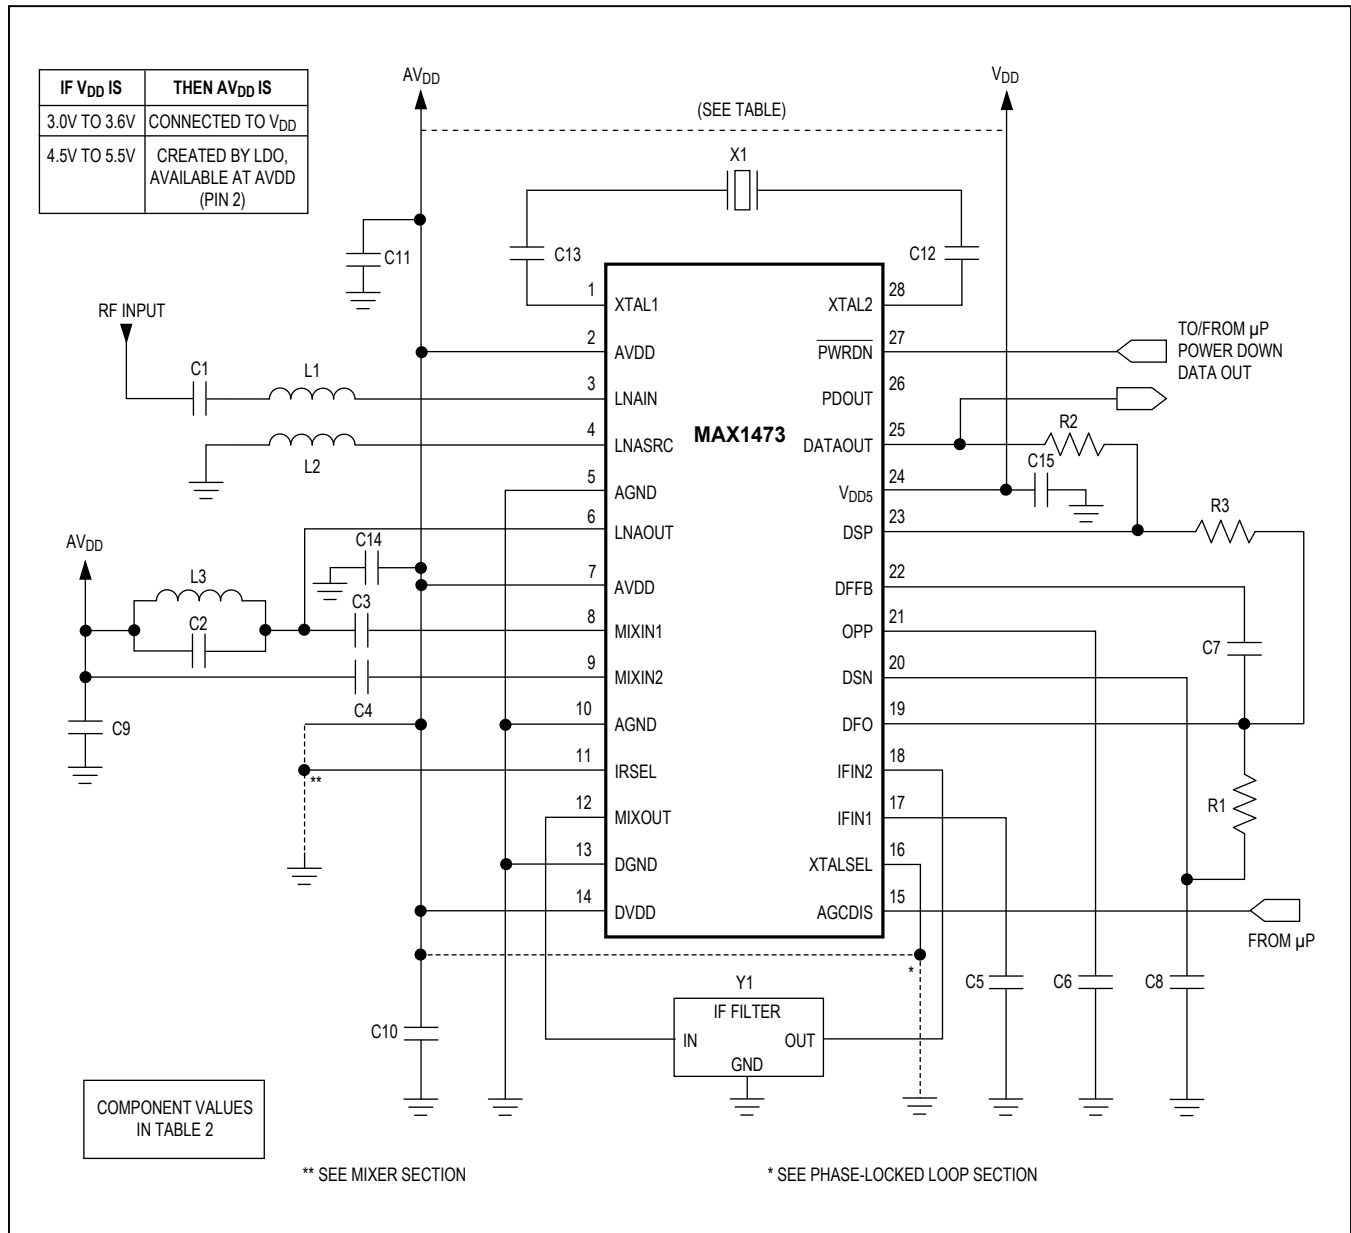 IF VDD IS
THEN AVDD IS
3.0V TO 3.6V
CONNECTED TO VDD
4.5V TO 5.5V
CREATED BY LDO,
AVAILABLE AT AVDD
(PIN 2)
AVDD
VDD
(SEE TABLE)
X1
C11
C13
C12
RF INPUT
C1
L1
L2
AVDD
L3
C2
C14
C3
C4
C9
**
C10
MAX1473
1
XTAL1
2
AVDD
3
LNAIN
4
LNASRC
5
AGND
6
LNAOUT
7
AVDD
8
MIXIN1
9
MIXIN2
10
AGND
11
IRSEL
12
MIXOUT
13
DGND
14
DVDD
28
XTAL2
27
PWRDN
26
PDOUT
25
DATAOUT
24
VDD5
23
DSP
22
DFFB
21
OPP
20
DSN
19
DFO
18
IFIN2
17
IFIN1
16
XTALSEL
15
AGCDIS
TO/FROM µP
POWER DOWN
DATA OUT
R2
C15
R3
C7
R1
FROM µP
*
C5
C6
C8
Y1
IF FILTER
IN
OUT
GND
COMPONENT VALUES
IN TABLE 2
** SEE MIXER SECTION
* SEE PHASE-LOCKED LOOP SECTION